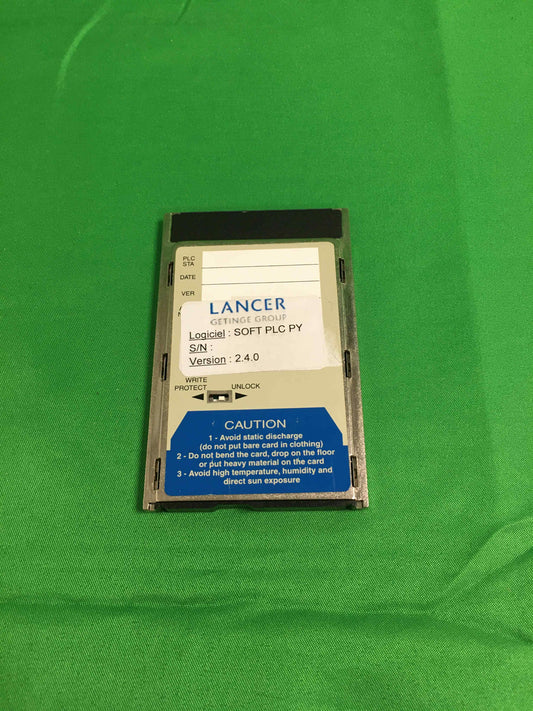 PLC
STA
DATE
VER
LANCER
GETINGE GROUP
Logiciel : SOFT PLC PY
S/N :
Version : 2.4.0
WRITE
PROTECT
UNLOCK
CAUTION
1 - Avoid static discharge
(do not put bare card in clothing)
2 - Do not bend the card, drop on the floor
or put heavy material on the card
3 - Avoid high temperature, humidity and
direct sun exposure